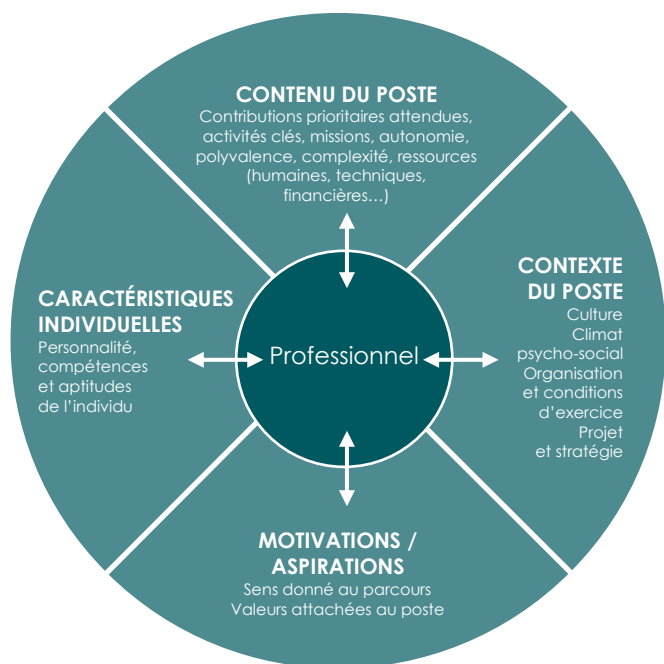 CONTENU DU POSTE
Contributions prioritaires attendues,
activités clés, missions, autonomie,
polyvalence, complexité, ressources
(humaines, techniques,
financières…)
CARACTÉRISTIQUES
INDIVIDUELLES
Personnalité,
compétences
et aptitudes
de l’individu
Professionnel
CONTEXTE
DU POSTE
Culture
Climat
psycho-social
Organisation
et conditions
d’exercice
Projet
et stratégie
MOTIVATIONS /
ASPIRATIONS
Sens donné au parcours
Valeurs attachées au poste